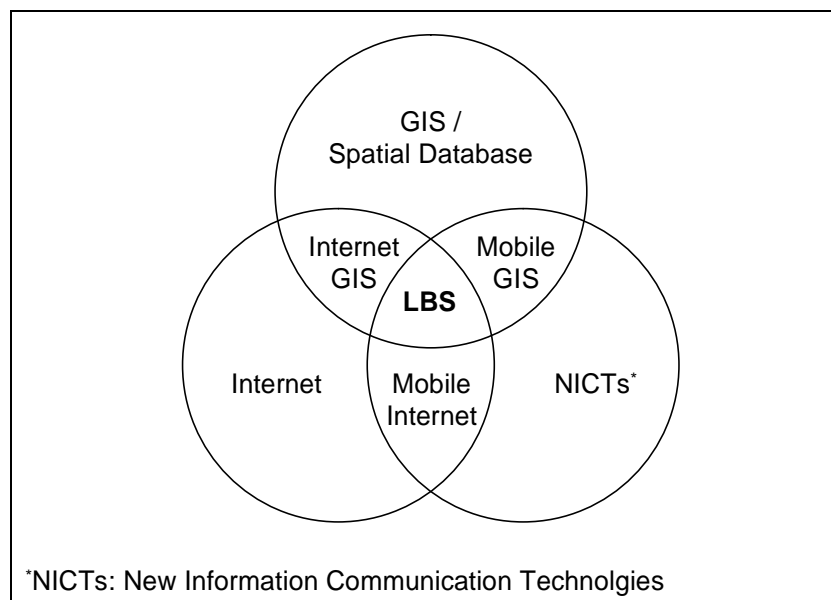 GIS /
Spatial Database
Internet
GIS
Mobile
GIS
LBS
Internet
Mobile
Internet
NICTs*
*NICTs: New Information Communication Technolgies